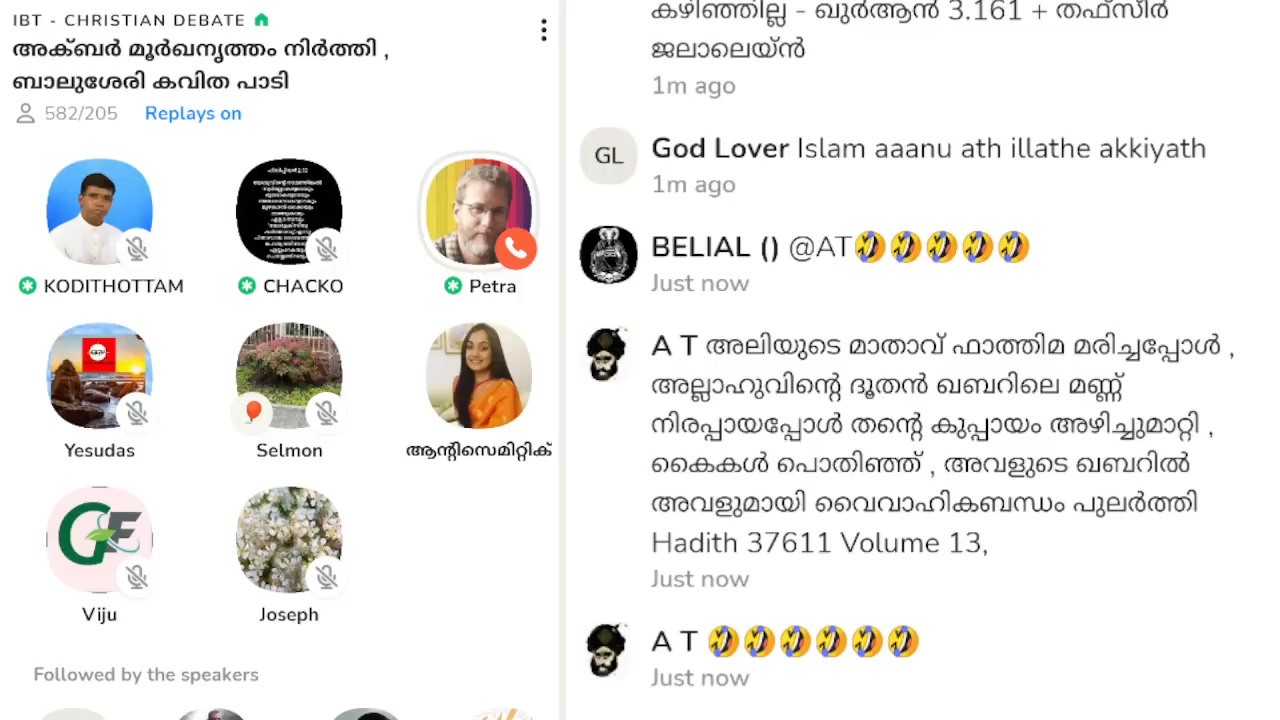 IBT - CHRISTIAN DEBATE
അക്ബർ മൂർഖനൃത്തം നിർത്തി ,
ബാലുശേരി കവിത പാടി
582/205 Replays on
KODITHOTTAM
CHACKO
Petra
Yesudas
Selmon
ആന്റിസെമിറ്റിക്
Viju
Joseph
Followed by the speakers
കഴിഞ്ഞില്ല - ഖുർആൻ 3.161 + തഫ്സീർ
ജലാലെയ്ൻ
1m ago
GL
God Lover Islam aaanu ath illathe akkiyath
1m ago
BELIAL () @AT🤣🤣🤣🤣🤣
Just now
A T അലിയുടെ മാതാവ് ഫാത്തിമ മരിച്ചപ്പോൾ ,
അല്ലാഹുവിന്റെ ദൂതൻ ഖബറിലെ മണ്ണ്
നിരപ്പായപ്പോൾ തന്റെ കുപ്പായം അഴിച്ചുമാറ്റി ,
കൈകൾ പൊതിഞ്ഞ് , അവളുടെ ഖബറിൽ
അവളുമായി വൈവാഹികബന്ധം പുലർത്തി
Hadith 37611 Volume 13,
Just now
A T 🤣🤣🤣🤣🤣🤣
Just now